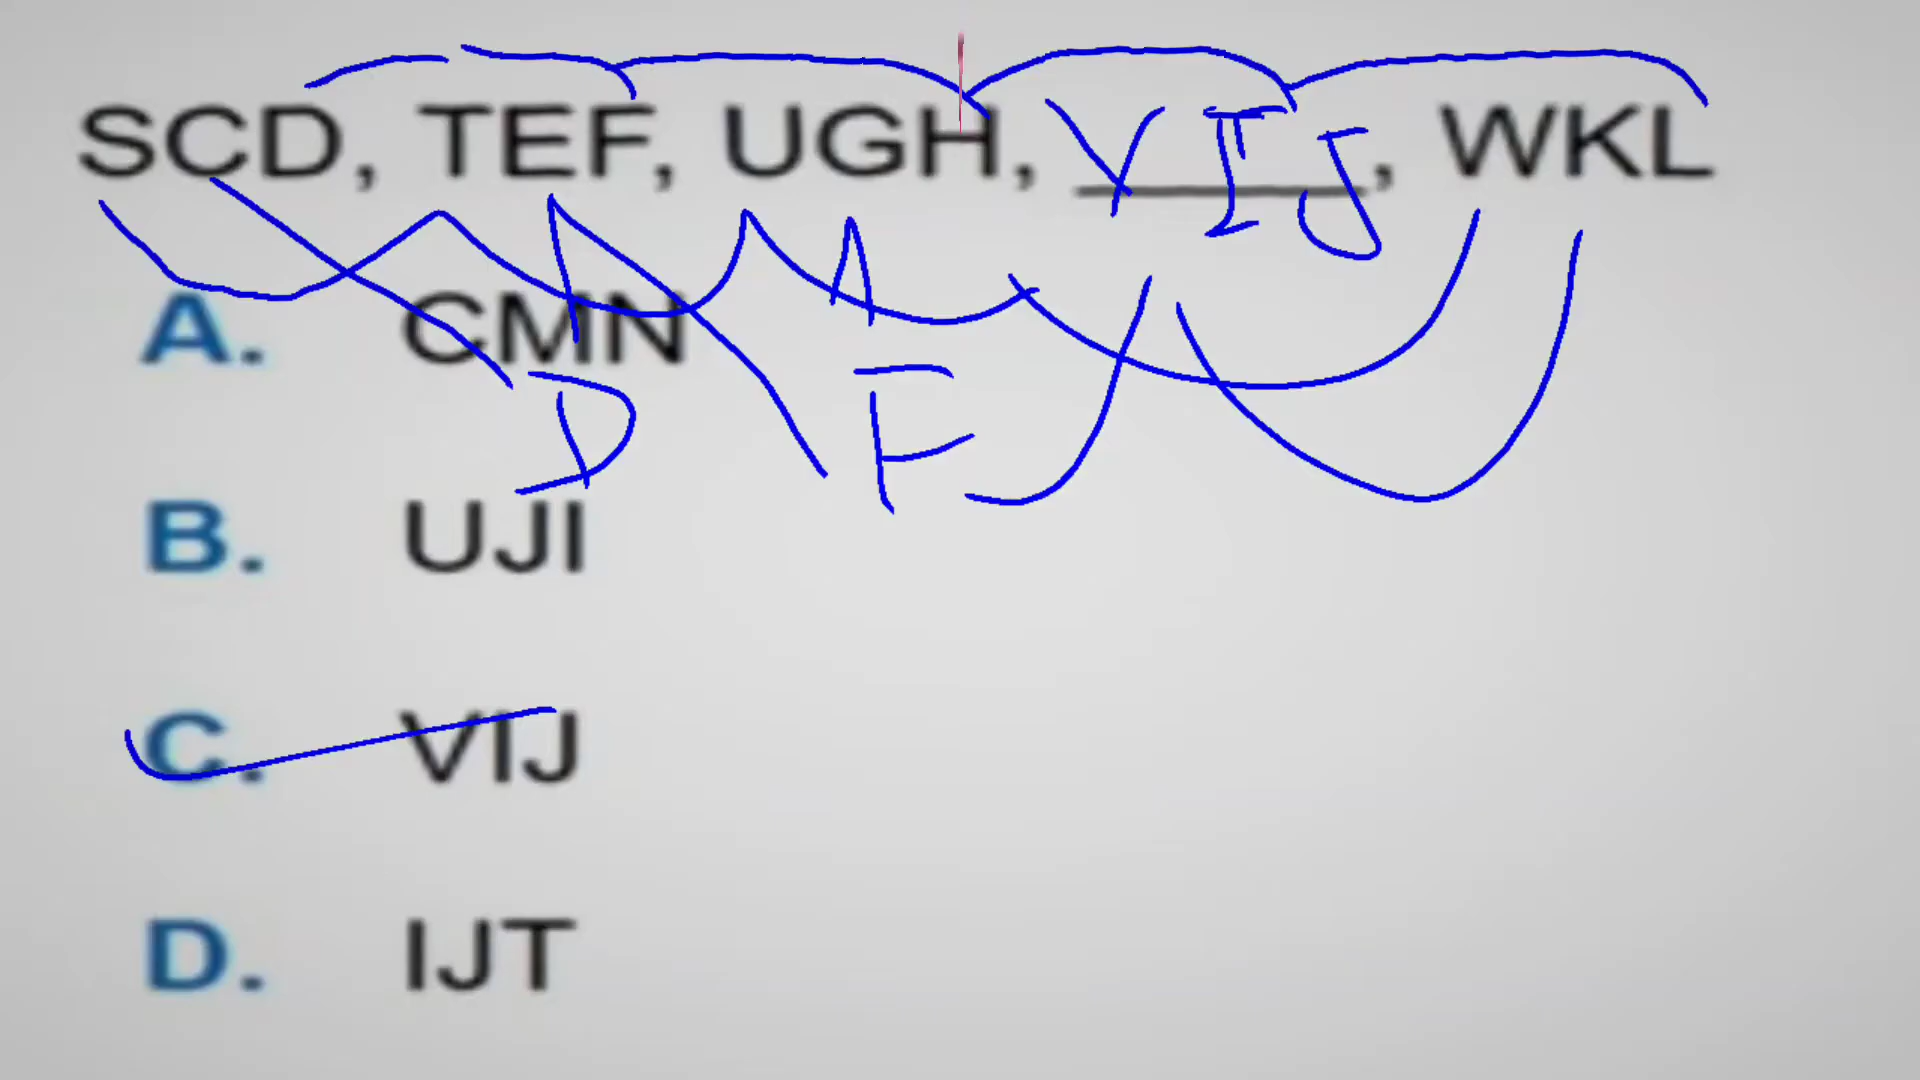 SCD, TEF, UGH, VIJ, WKL
A. CMN
D
F
B. UJI
C. VIJ
D. IJT